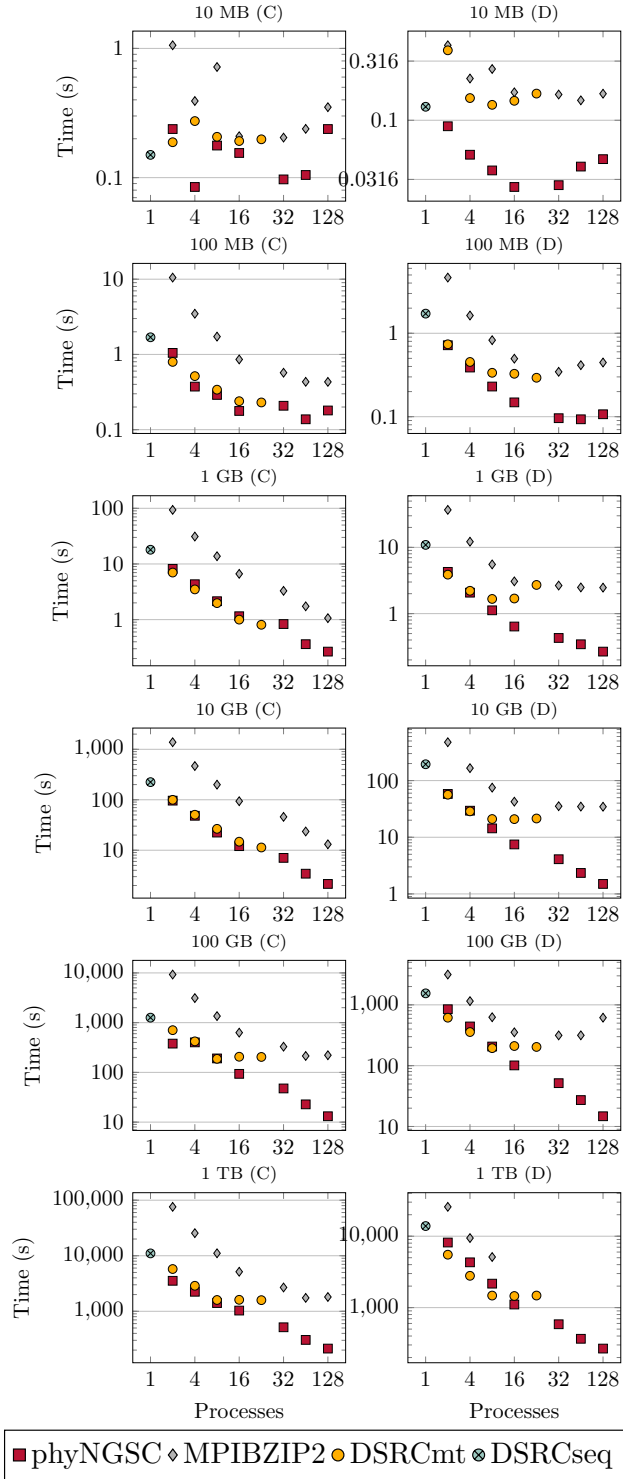 10 MB (C)
10 MB (D)
Time (s)
1
0.1
0.316
0.1
0.0316
1 4 16 32 128
1 4 16 32 128
100 MB (C)
100 MB (D)
Time (s)
10
1
0.1
1
0.1
1 4 16 32 128
1 4 16 32 128
1 GB (C)
1 GB (D)
Time (s)
100
10
1
10
1
1 4 16 32 128
1 4 16 32 128
10 GB (C)
10 GB (D)
Time (s)
1,000
100
10
100
10
1
1 4 16 32 128
1 4 16 32 128
100 GB (C)
100 GB (D)
Time (s)
10,000
1,000
100
10
1,000
100
10
1 4 16 32 128
1 4 16 32 128
1 TB (C)
1 TB (D)
Time (s)
100,000
10,000
1,000
10,000
1,000
1 4 16 32 128
1 4 16 32 128
Processes
Processes
phyNGSC MPIBZIP2 DSRCmt DSRCseq